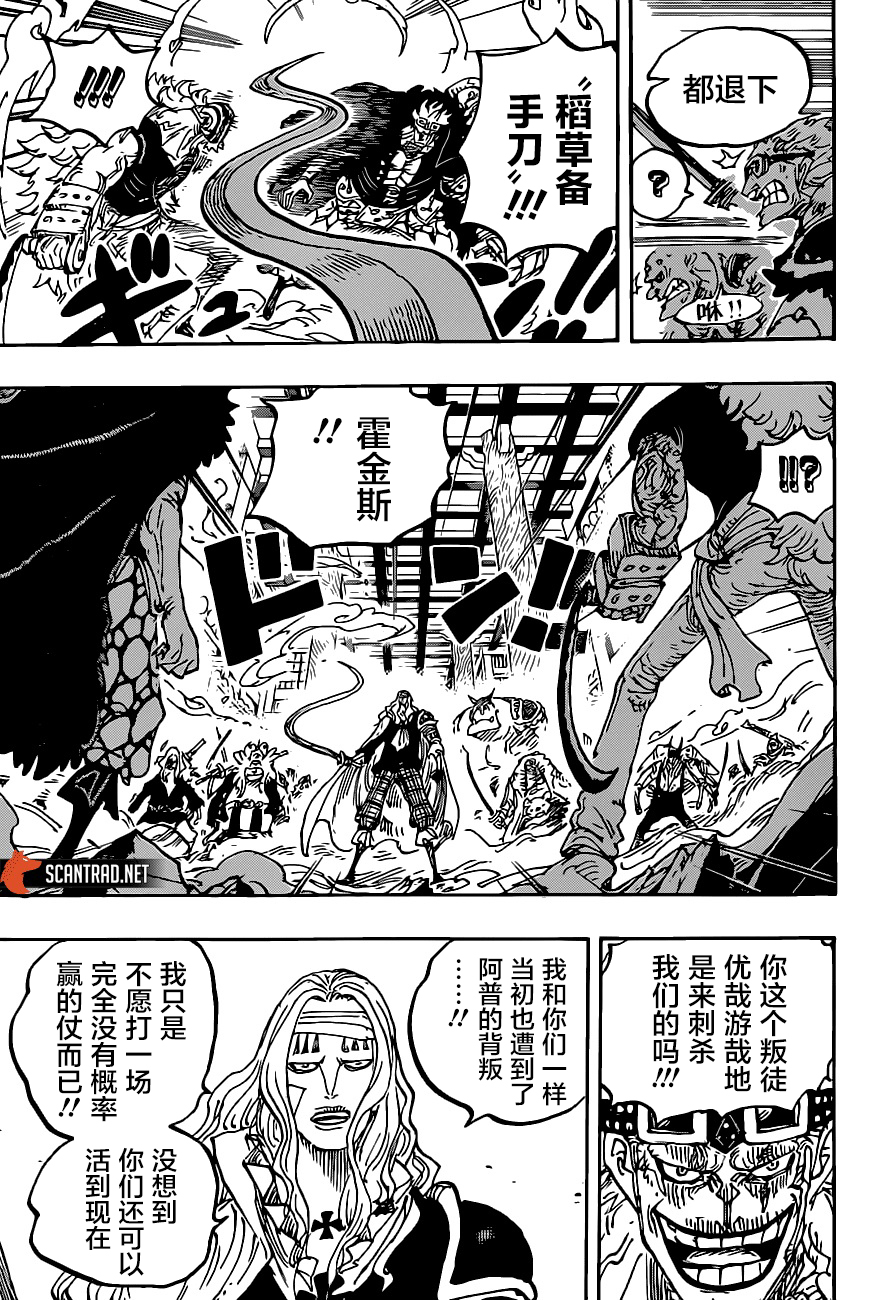 都退下
?
咻!!
“稻草备
手刀”!!!
!!!
ギュ!!
霍金斯
!!
!!?
ドン!!
SCANTRAD.NET
你这个叛徒
优哉游哉地
是来刺杀
我们的吗!!!
我和你们一样
当初也遭到了
阿普的背叛
……!!
我只是
不愿打一场
完全没有概率
赢的仗而已!!
没想到
你们还可以
活到现在